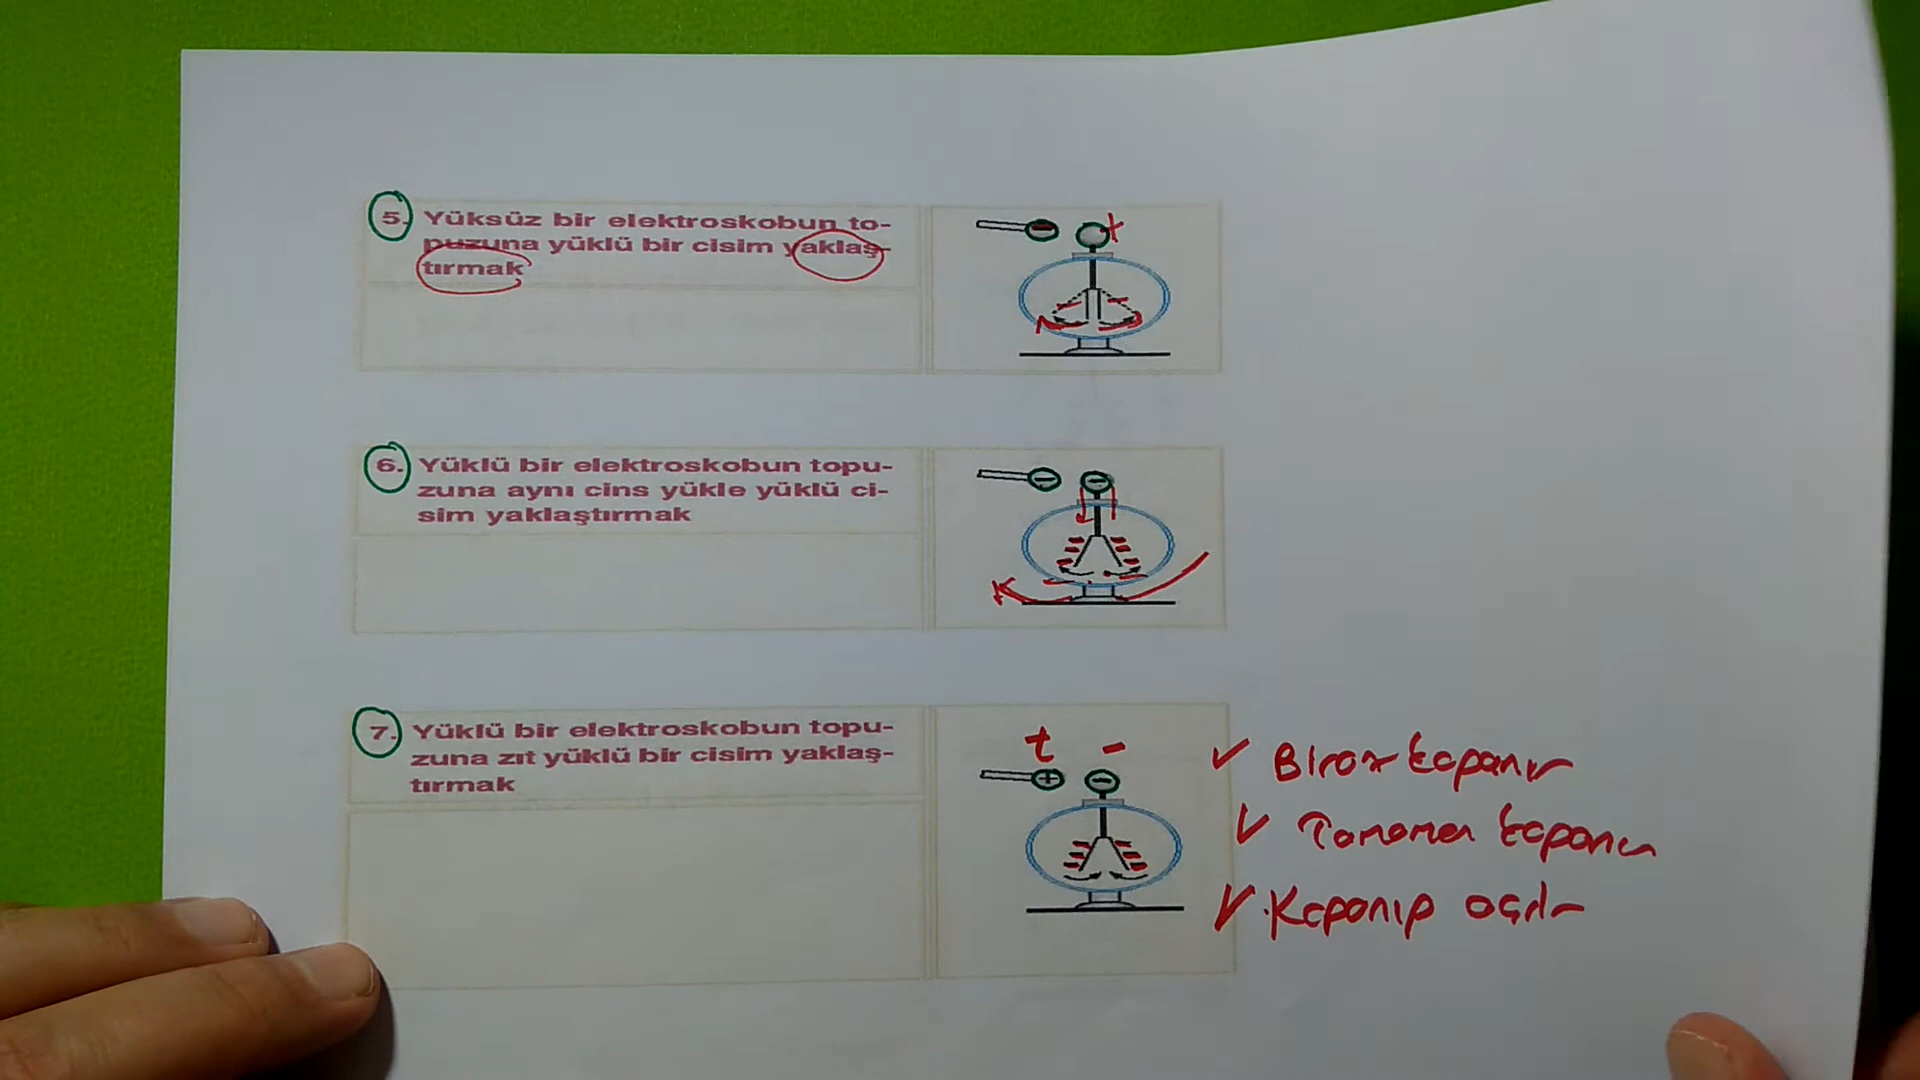 5. Yüksüz bir elektroskobun to-
puzuna yüklü bir cisim yaklaş-
tırmak
+
6. Yüklü bir elektroskobun topu-
zuna aynı cins yükle yüklü ci-
sim yaklaştırmak
7. Yüklü bir elektroskobun topu-
zuna zıt yüklü bir cisim yaklaş-
tırmak
+ -
✓ Biraz kapanır
✓ Tamamen kapanır
✓ Kapanıp açılır